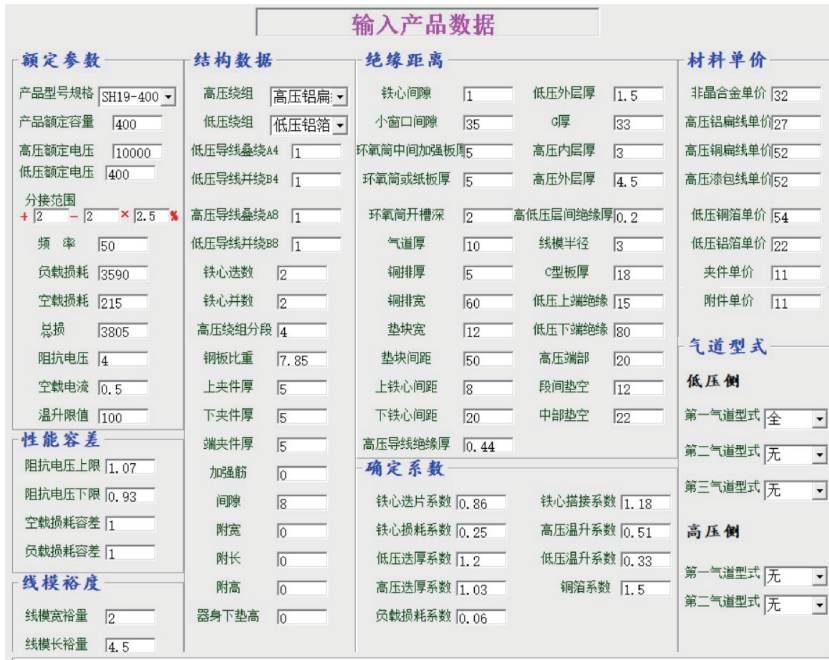 输入产品数据
额定参数
产品型号规格 SH19-400
产品额定容量 400
高压额定电压 10000
低压额定电压 400
分接范围
+ 2 - 2 × 2.5 %
频 率 50
负载损耗 3590
空载损耗 215
总损 3805
阻抗电压 4
空载电流 0.5
温升限值 100
性能容差
阻抗电压上限 1.07
阻抗电压下限 0.93
空载损耗容差 1
负载损耗容差 1
线模裕度
线模宽裕量 2
线模长裕量 4.5
结构数据
高压绕组 高压铝扁
低压绕组 低压铝箔
低压导线叠绕A4 1
低压导线并绕B4 1
高压导线叠绕A8 1
低压导线并绕B8 1
铁心迭数 2
铁心并数 2
高压绕组分段 4
钢板比重 7.85
上夹件厚 5
下夹件厚 5
端夹件厚 5
加强筋 0
间隙 8
附宽 0
附长 0
附高 0
器身下垫高 0
绝缘距离
铁心间隙 1
小窗口间隙 35
环氧筒中间加强板厚 5
环氧筒或纸板厚 5
环氧筒开槽深 2
气道厚 10
铜排厚 5
铜排宽 60
垫块宽 12
垫块间距 50
上铁心间距 8
下铁心间距 20
高压导线绝缘厚 0.44
低压外层厚 1.5
G厚 33
高压内层厚 3
高压外层厚 4.5
高低压层间绝缘厚 0.2
线模半径 3
C型板厚 18
低压上端绝缘 15
低压下端绝缘 80
高压端部 20
段间垫空 12
中部垫空 22
确定系数
铁心迭片系数 0.86
铁心损耗系数 0.25
低压迭厚系数 1.2
高压迭厚系数 1.03
负载损耗系数 0.06
铁心搭接系数 1.18
高压温升系数 0.51
低压温升系数 0.33
铜箔系数 1.5
材料单价
非晶合金单价 32
高压铝扁线单价 27
高压铜扁线单价 52
高压漆包线单价 52
低压铜箔单价 54
低压铝箔单价 22
夹件单价 11
附件单价 11
气道型式
低压侧
第一气道型式 全
第二气道型式 无
第三气道型式 无
高压侧
第一气道型式 无
第二气道型式 无